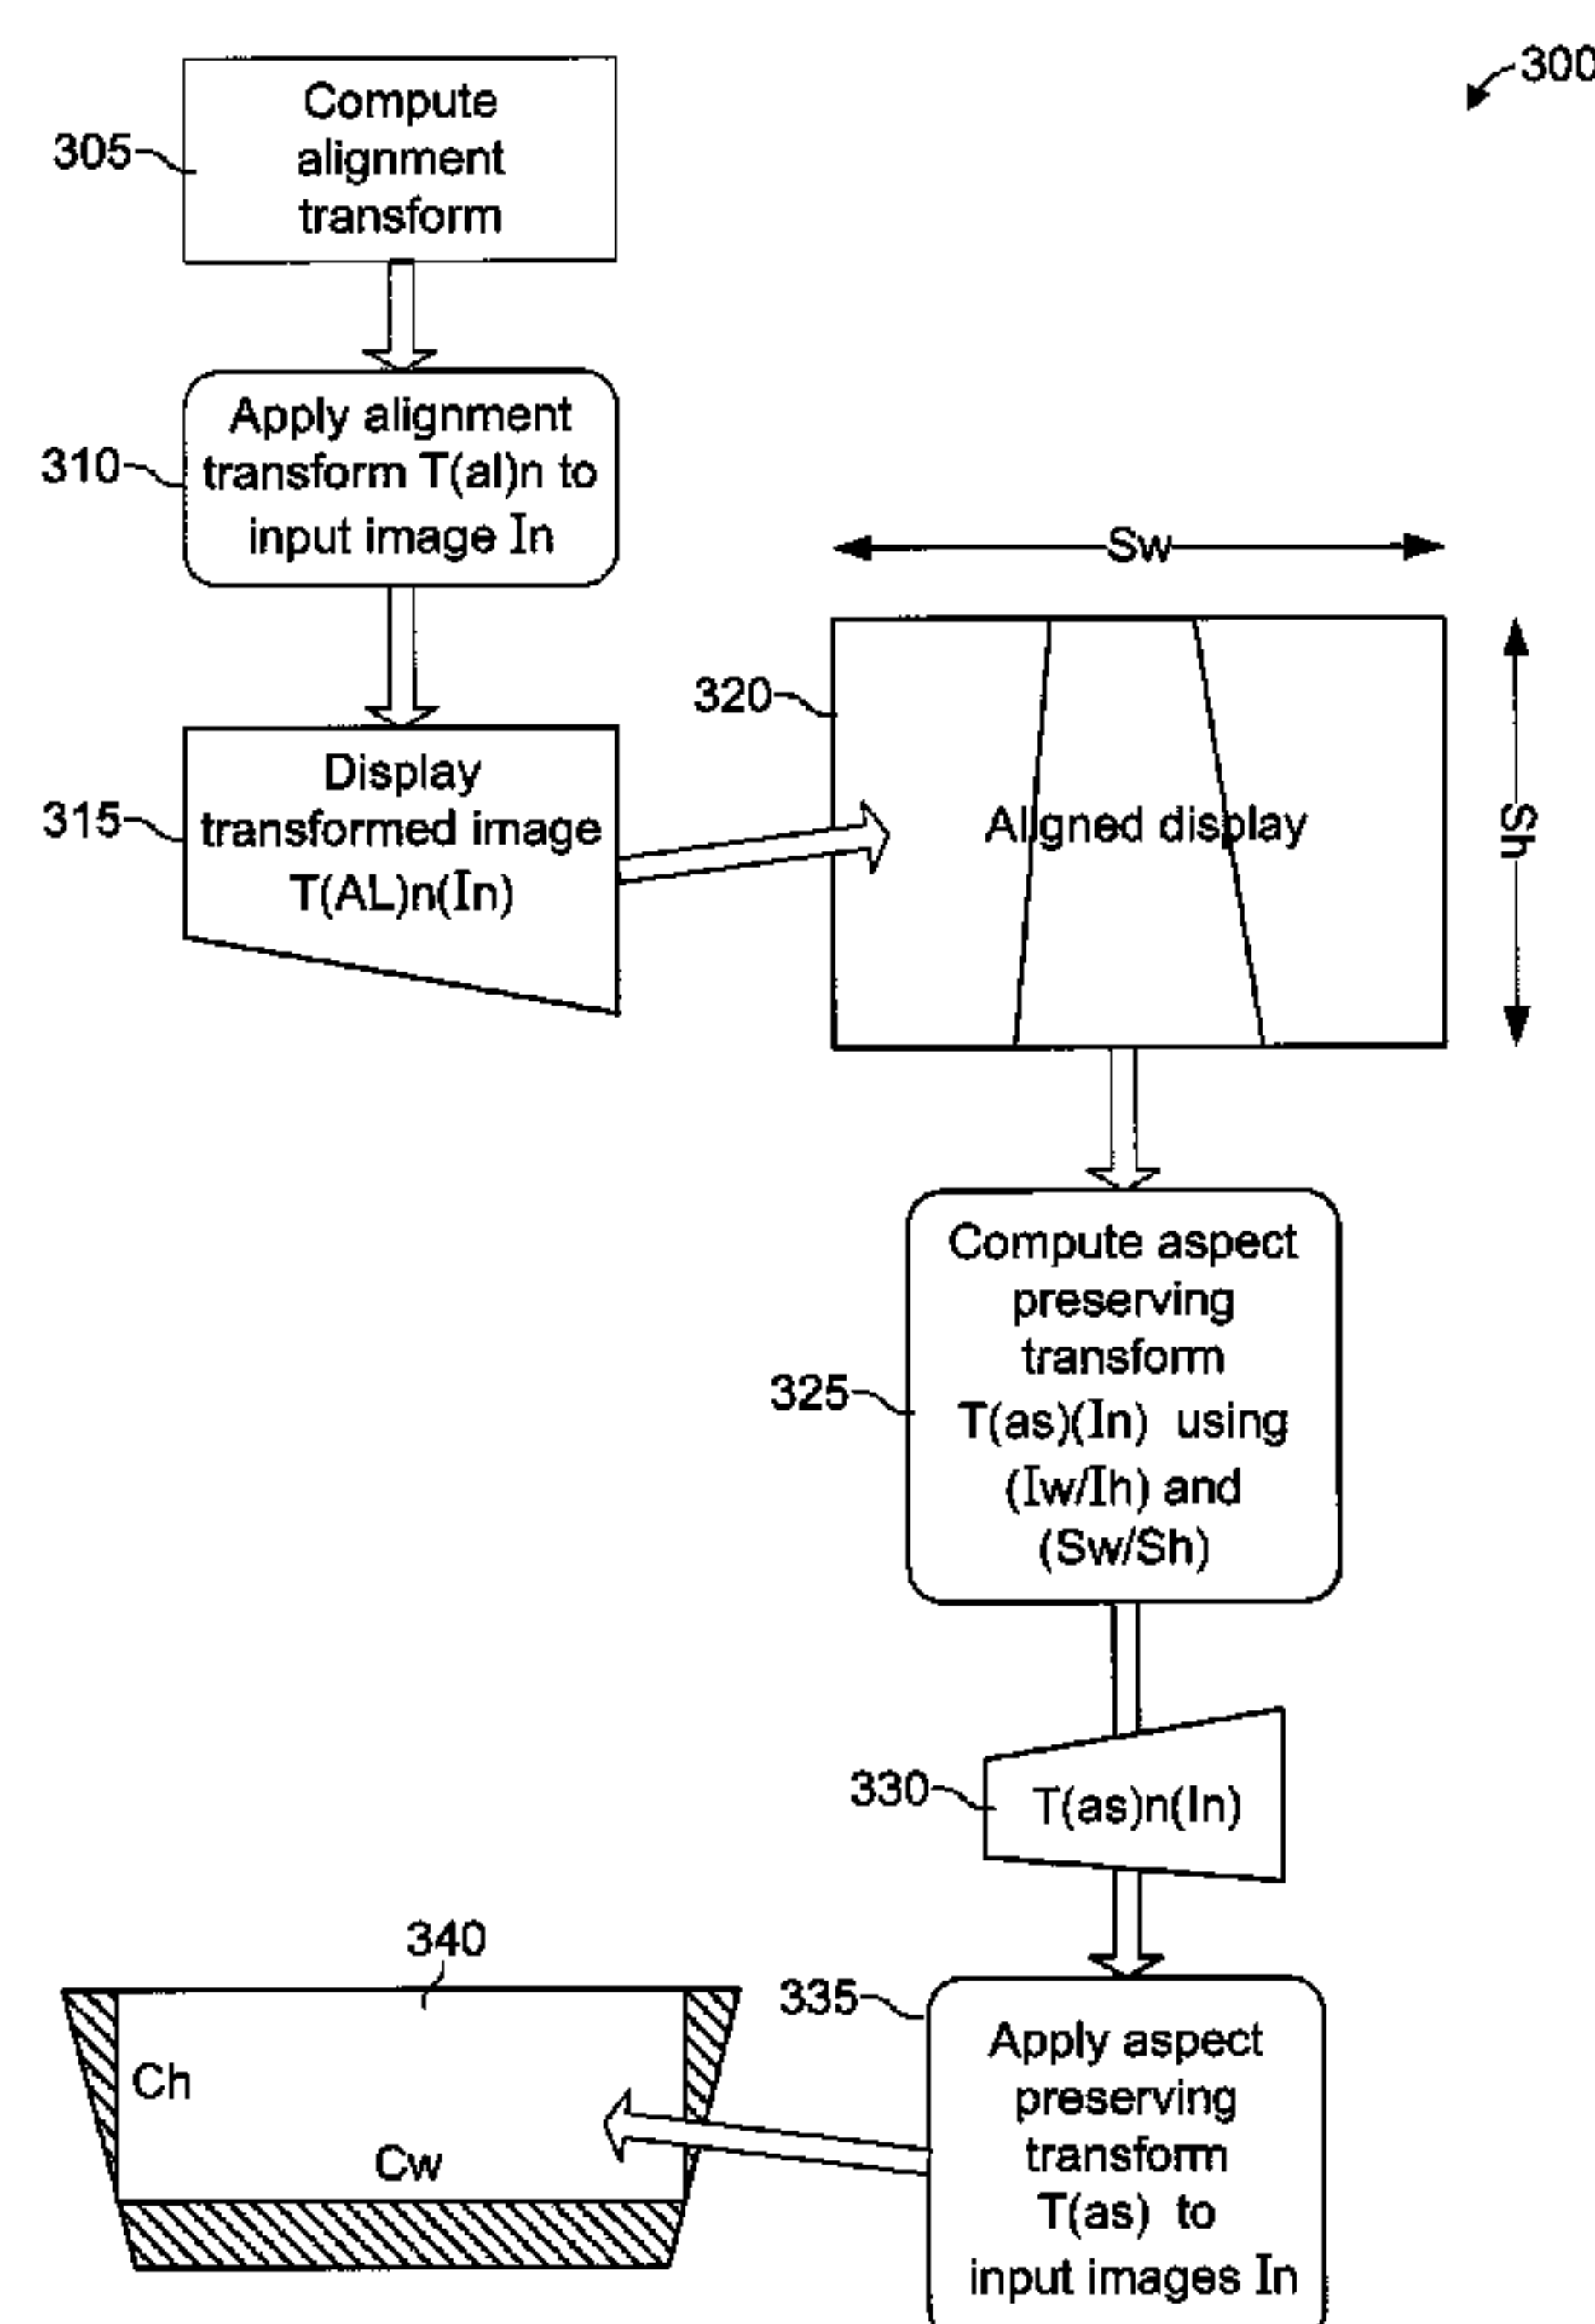 300
Compute
alignment
transform
305
Apply alignment
transform T(al)n to
input image In
310
Sw
Display
transformed image
T(AL)n(In)
315
320
Aligned display
Sh
Compute aspect
preserving
transform
T(as)(In) using
(Iw/Ih) and
(Sw/Sh)
325
330
T(as)n(In)
340
Ch
Cw
335
Apply aspect
preserving
transform
T(as) to
input images In